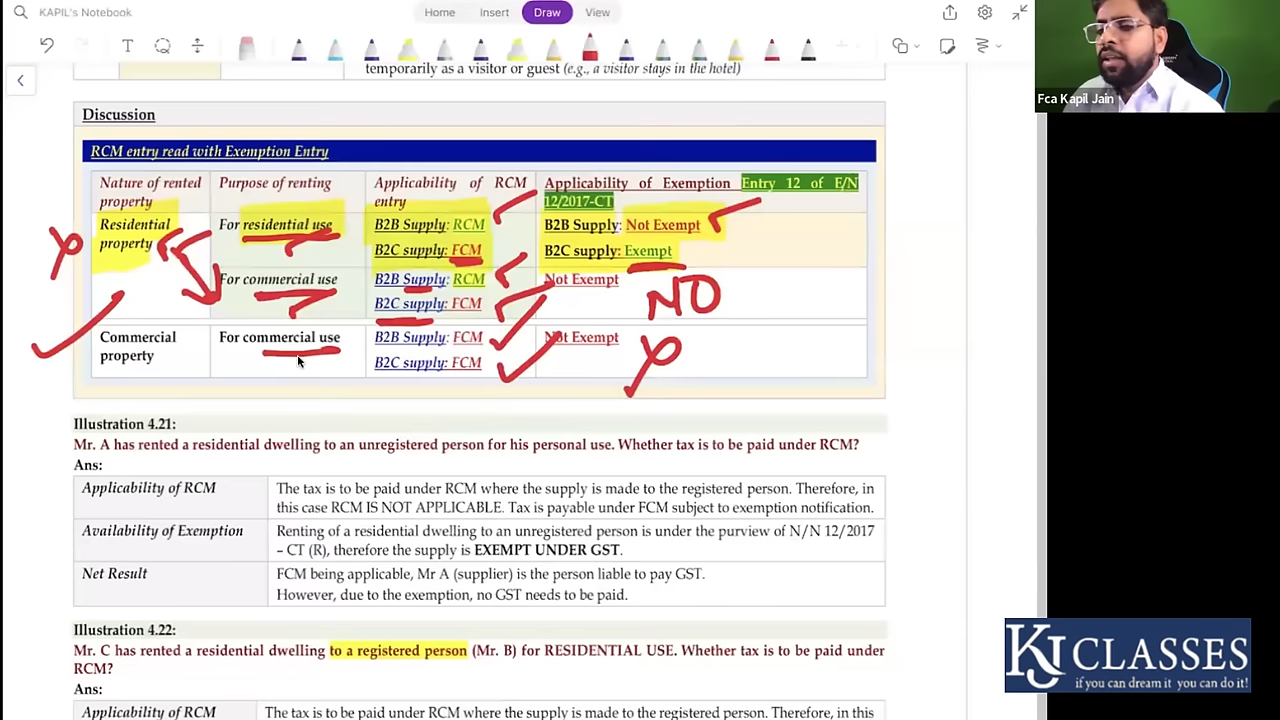 KAPIL's Notebook
Home Insert Draw View
temporarily as a visitor or guest (e.g., a visitor stays in the hotel)
Fca Kapil Jain
Discussion
RCM entry read with Exemption Entry
Nature of rented property
Purpose of renting
Applicability of RCM entry
Applicability of Exemption Entry 12 of E/N 12/2017-CT
Residential property
For residential use
B2B Supply: RCM
B2C supply: FCM
B2B Supply: Not Exempt
B2C supply: Exempt
For commercial use
B2B Supply: RCM
B2C supply: FCM
Not Exempt
NO
Commercial property
For commercial use
B2B Supply: FCM
B2C supply: FCM
Not Exempt
Illustration 4.21:
Mr. A has rented a residential dwelling to an unregistered person for his personal use. Whether tax is to be paid under RCM?
Ans:
Applicability of RCM
The tax is to be paid under RCM where the supply is made to the registered person. Therefore, in
this case RCM IS NOT APPLICABLE. Tax is payable under FCM subject to exemption notification.
Availability of Exemption
Renting of a residential dwelling to an unregistered person is under the purview of N/N 12/2017
– CT (R), therefore the supply is EXEMPT UNDER GST.
Net Result
FCM being applicable, Mr A (supplier) is the person liable to pay GST.
However, due to the exemption, no GST needs to be paid.
Illustration 4.22:
Mr. C has rented a residential dwelling to a registered person (Mr. B) for RESIDENTIAL USE. Whether tax is to be paid under
RCM?
Ans:
Applicability of RCM
The tax is to be paid under RCM where the supply is made to the registered person. Therefore, in this
KJ CLASSES
if you can dream it you can do it!